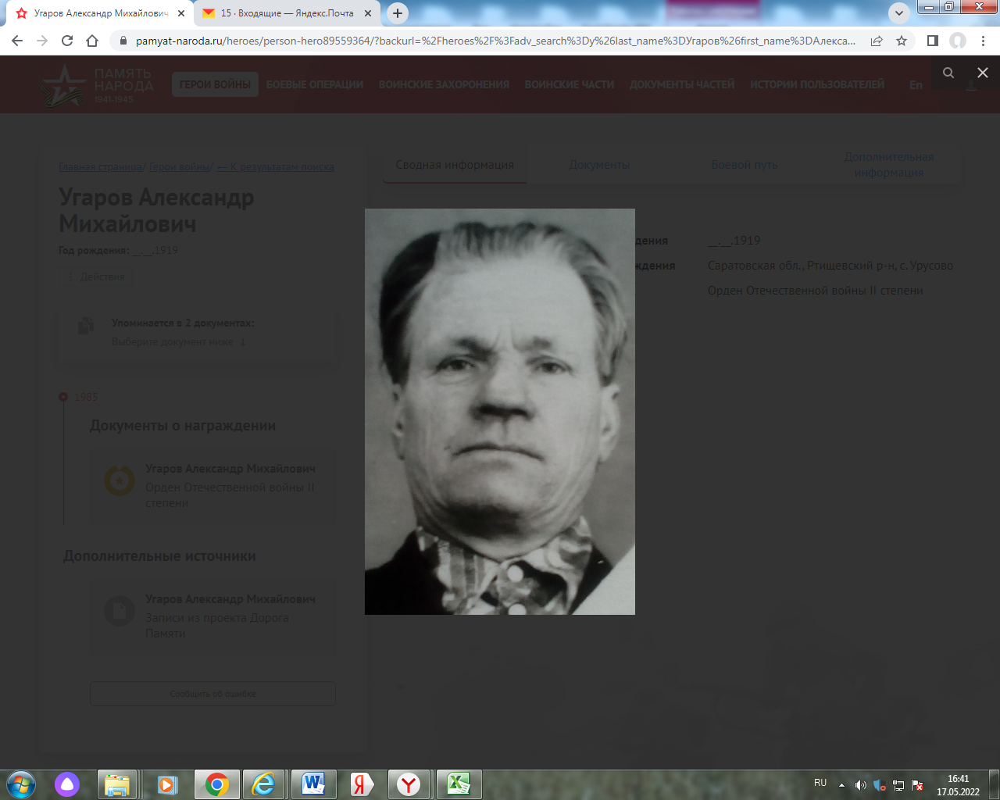 Угаров Александр Михайлович
15 · Входящие — Яндекс.Почта
pamyat-naroda.ru/heroes/person-hero89559364/?backurl=%2Fheroes%2F%3Fadv_search%3Dy%26last_name%3DУгаров%26first_name%3DАлекса...
ПАМЯТЬ
НАРОДА
1941-1945
ГЕРОИ ВОЙНЫ
БОЕВЫЕ ОПЕРАЦИИ
ВОИНСКИЕ ЗАХОРОНЕНИЯ
ВОИНСКИЕ ЧАСТИ
ДОКУМЕНТЫ ЧАСТЕЙ
ИСТОРИИ ПОЛЬЗОВАТЕЛЕЙ
En
Главная страница/ Герои войны/ ← К результатам поиска
Угаров Александр
Михайлович
Год рождения: __.__.1919
Действия
Упоминается в 2 документах:
Выберите документ ниже ↓
1985
Документы о награждении
Угаров Александр Михайлович
Орден Отечественной войны II
степени
Дополнительные источники
Угаров Александр Михайлович
Записи из проекта Дорога
Памяти
Сообщить об ошибке
Сводная информация
Документы
Боевой путь
Дополнительная
информация
дения __.__.1919
ждения Саратовская обл., Ртищевский р-н, с. Урусово
Орден Отечественной войны II степени
RU
16:41
17.05.2022